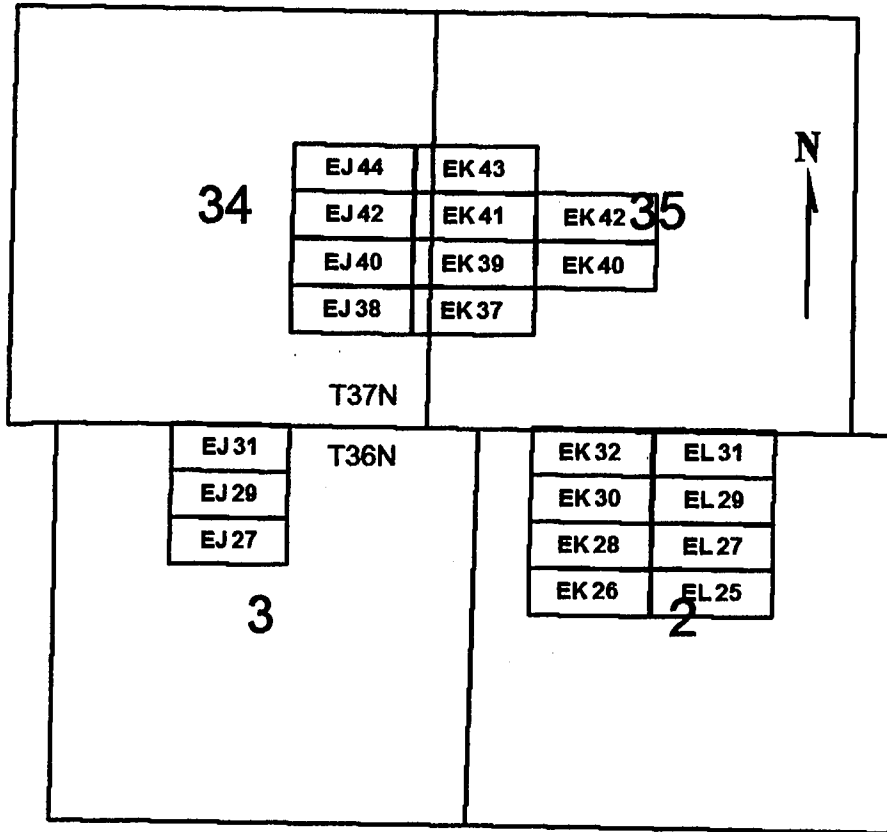 N
EJ 44 EK 43
34 EJ 42 EK 41 EK 42 35
EJ 40 EK 39 EK 40
EJ 38 EK 37
T37N
EJ 31 T36N EK 32 EL 31
EJ 29 EK 30 EL 29
EJ 27 EK 28 EL 27
EK 26 EL 25
3 2